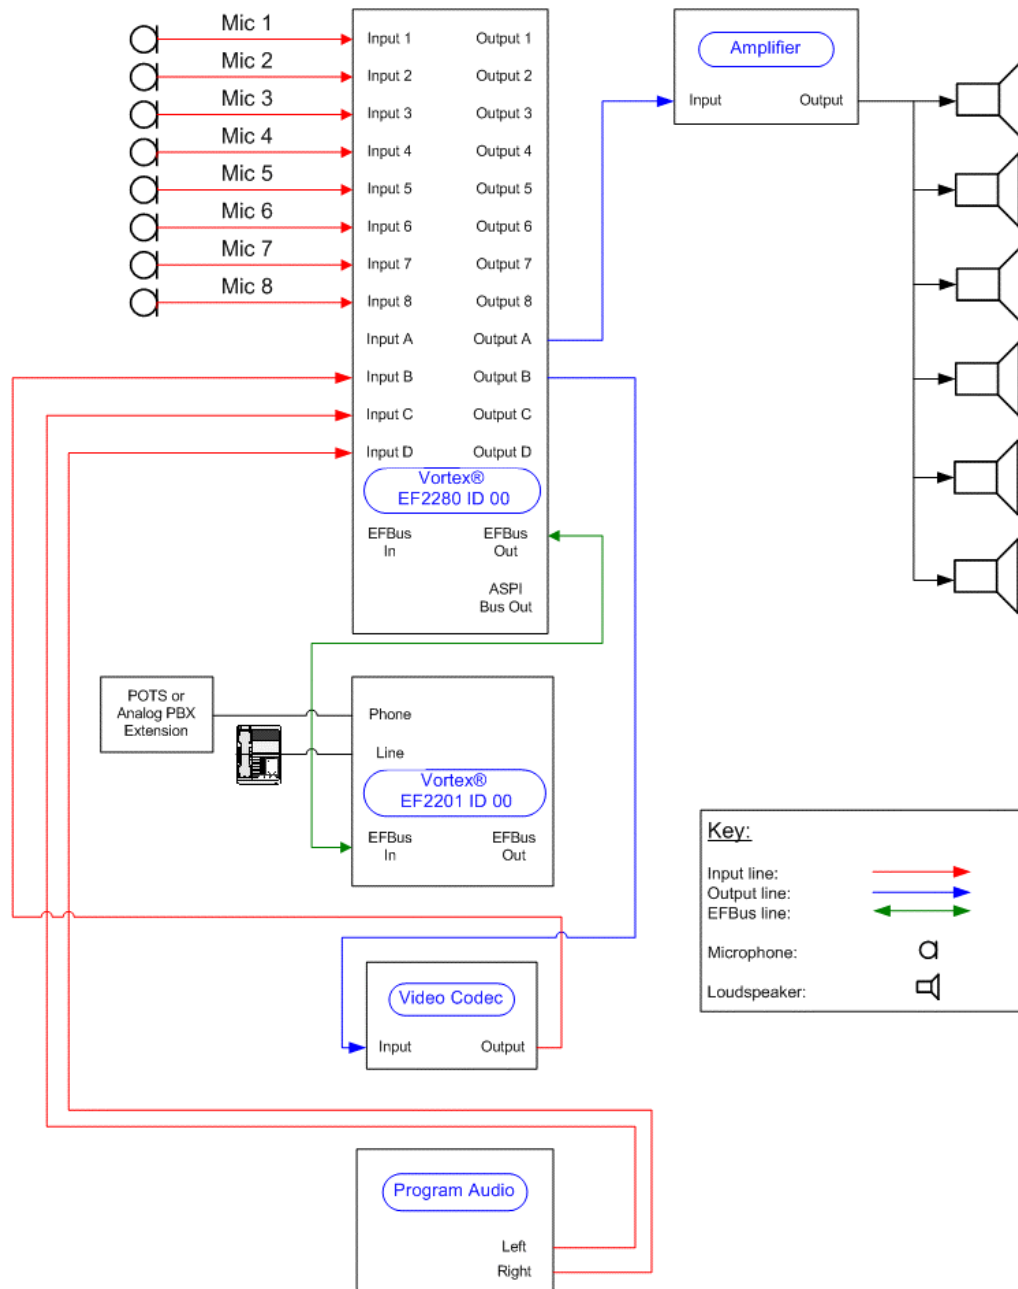 Mic 1
Mic 2
Mic 3
Mic 4
Mic 5
Mic 6
Mic 7
Mic 8
Input 1 Output 1
Input 2 Output 2
Input 3 Output 3
Input 4 Output 4
Input 5 Output 5
Input 6 Output 6
Input 7 Output 7
Input 8 Output 8
Input A Output A
Input B Output B
Input C Output C
Input D Output D
Vortex®
EF2280 ID 00
EFBus
In
EFBus
Out
ASPI
Bus Out
Amplifier
Input Output
POTS or
Analog PBX
Extension
Phone
Line
Vortex®
EF2201 ID 00
EFBus
In
EFBus
Out
Key:
Input line:
Output line:
EFBus line:
Microphone:
Loudspeaker:
Video Codec
Input Output
Program Audio
Left
Right